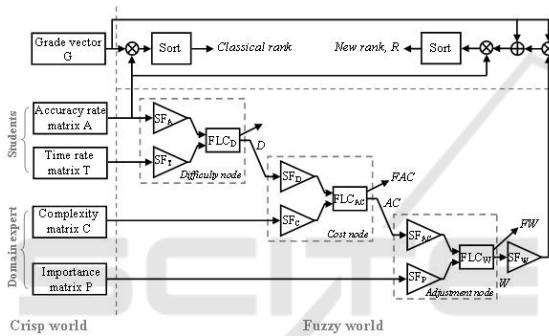 Grade vector
G
Sort
Classical rank
New rank, R
Sort
Students
Accuracy rate
matrix A
SF_A
FLC_D
D
Time rate
matrix T
SF_T
Difficulty node
SF_D
FAC
FLC_AC
AC
Domain expert
Complexity
matrix C
SF_C
Cost node
FW
SF_AC
FLC_W
SF_W
Importance
matrix P
SF_P
W
Adjustment node
Crisp world
Fuzzy world
SCITE